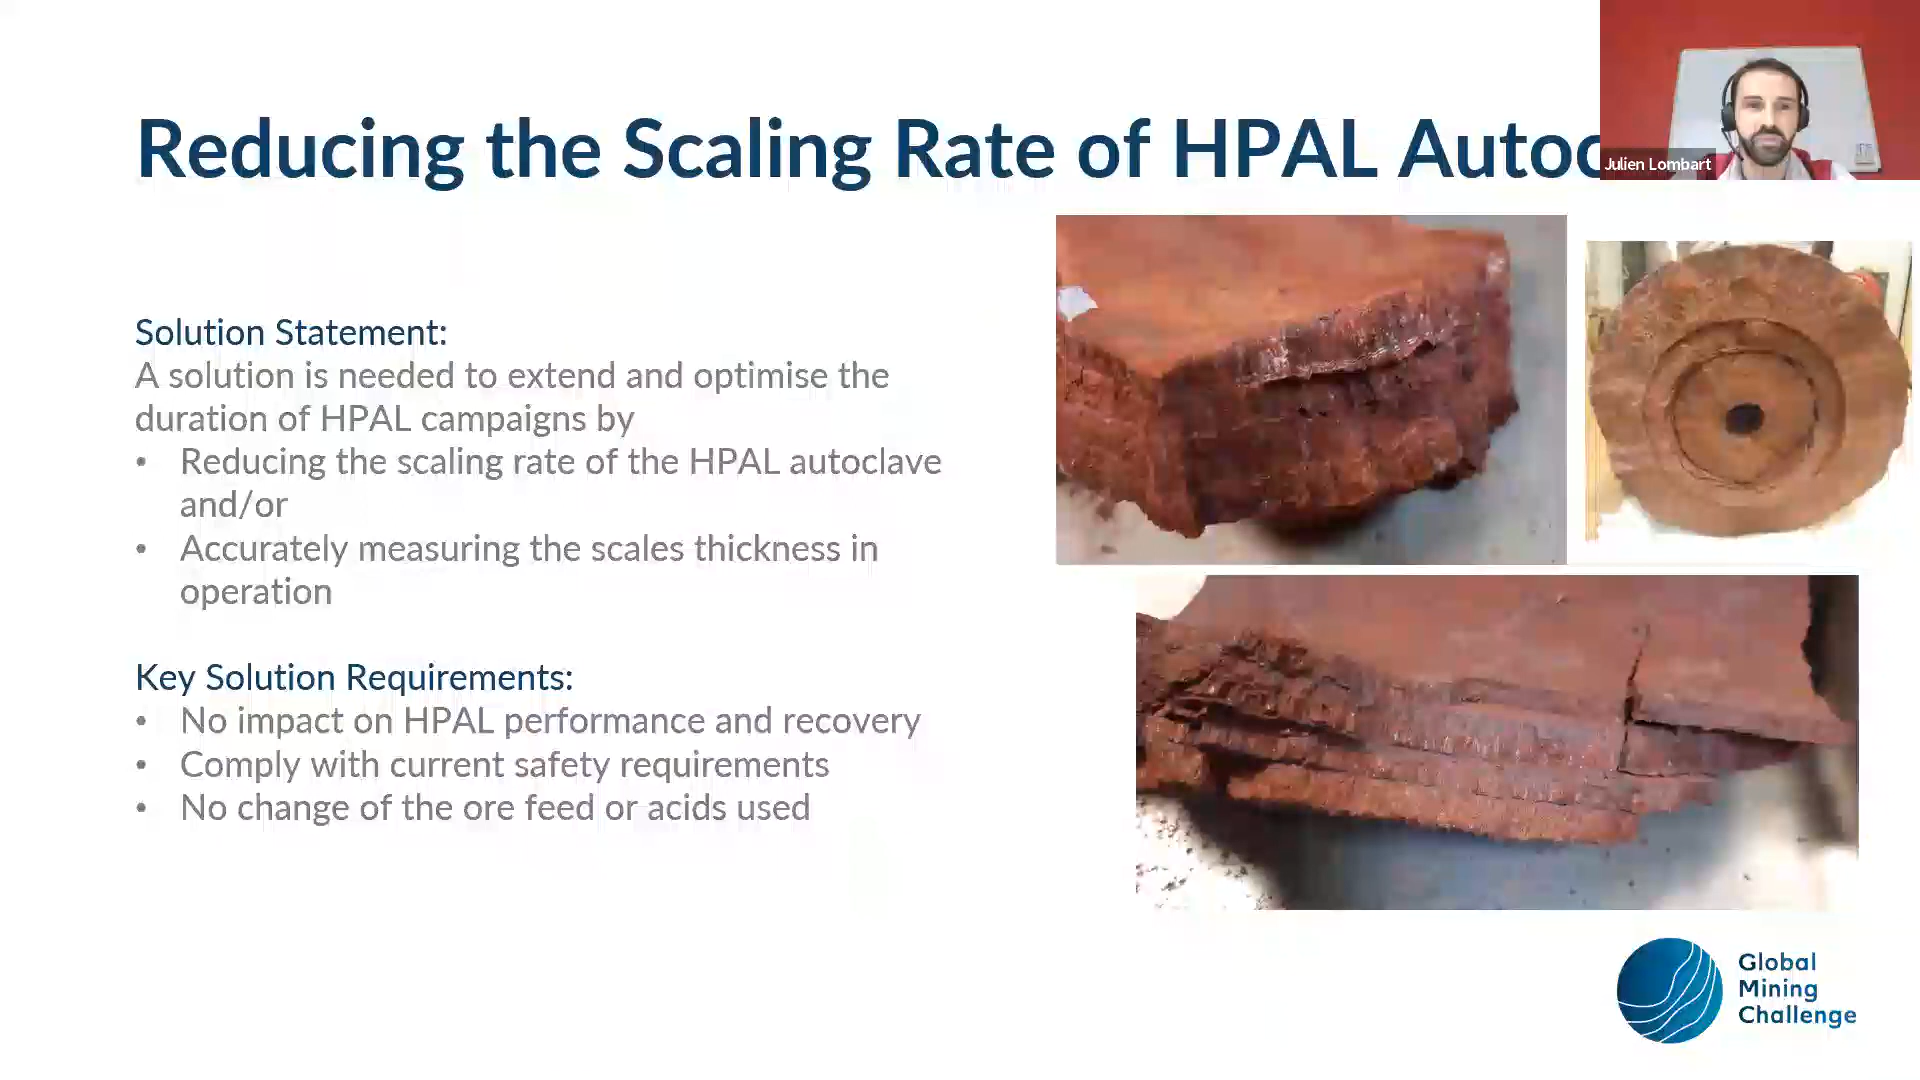 Reducing the Scaling Rate of HPAL Autoc
Julien Lombart
Solution Statement:
A solution is needed to extend and optimise the
duration of HPAL campaigns by
• Reducing the scaling rate of the HPAL autoclave
and/or
• Accurately measuring the scales thickness in
operation
Key Solution Requirements:
• No impact on HPAL performance and recovery
• Comply with current safety requirements
• No change of the ore feed or acids used
Global
Mining
Challenge